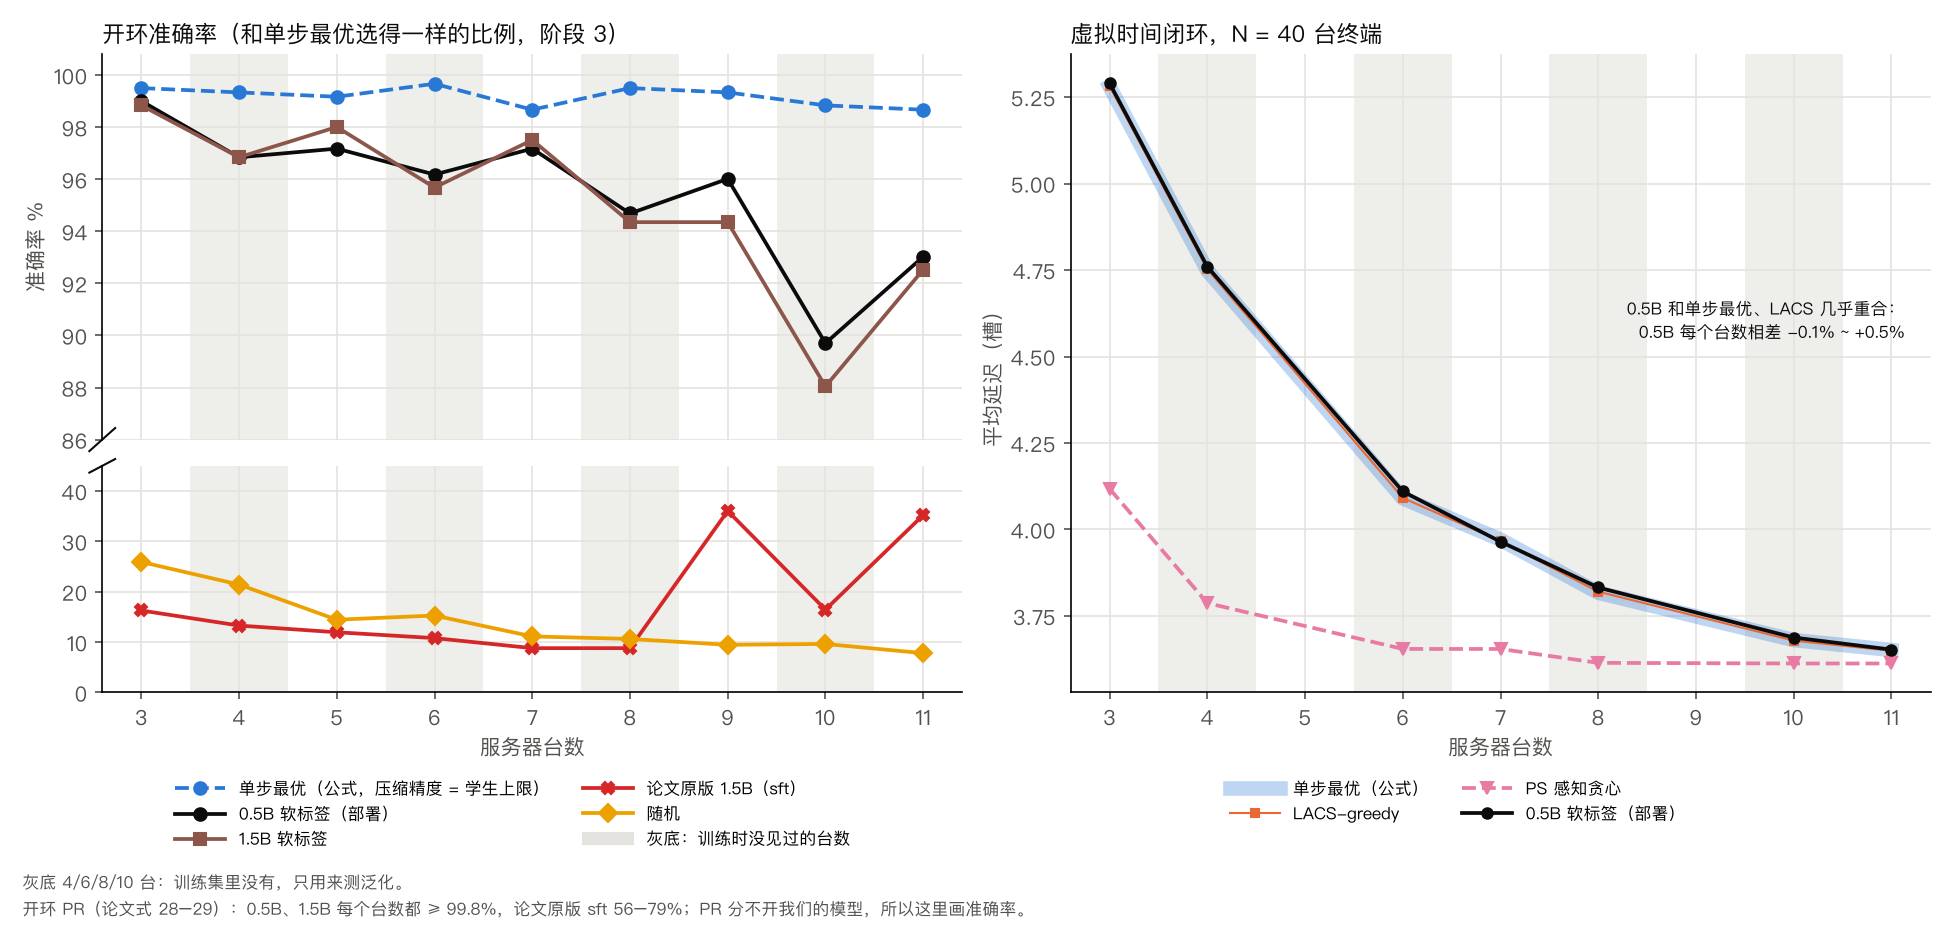 开环准确率（和单步最优选得一样的比例，阶段 3）
100
98
96
94
92
90
88
86
40
30
20
10
0
准确率 %
3 4 5 6 7 8 9 10 11
服务器台数
单步最优（公式，压缩精度 = 学生上限）
0.5B 软标签（部署）
1.5B 软标签
论文原版 1.5B（sft）
随机
灰底：训练时没见过的台数
虚拟时间闭环，N = 40 台终端
5.25
5.00
4.75
4.50
4.25
4.00
3.75
平均延迟（槽）
0.5B 和单步最优、LACS 几乎重合：
0.5B 每个台数相差 −0.1% ~ +0.5%
3 4 5 6 7 8 9 10 11
服务器台数
单步最优（公式）
LACS−greedy
PS 感知贪心
0.5B 软标签（部署）
灰底 4/6/8/10 台：训练集里没有，只用来测泛化。
开环 PR（论文式 28—29）：0.5B、1.5B 每个台数都 ≥ 99.8%，论文原版 sft 56—79%；PR 分不开我们的模型，所以这里画准确率。